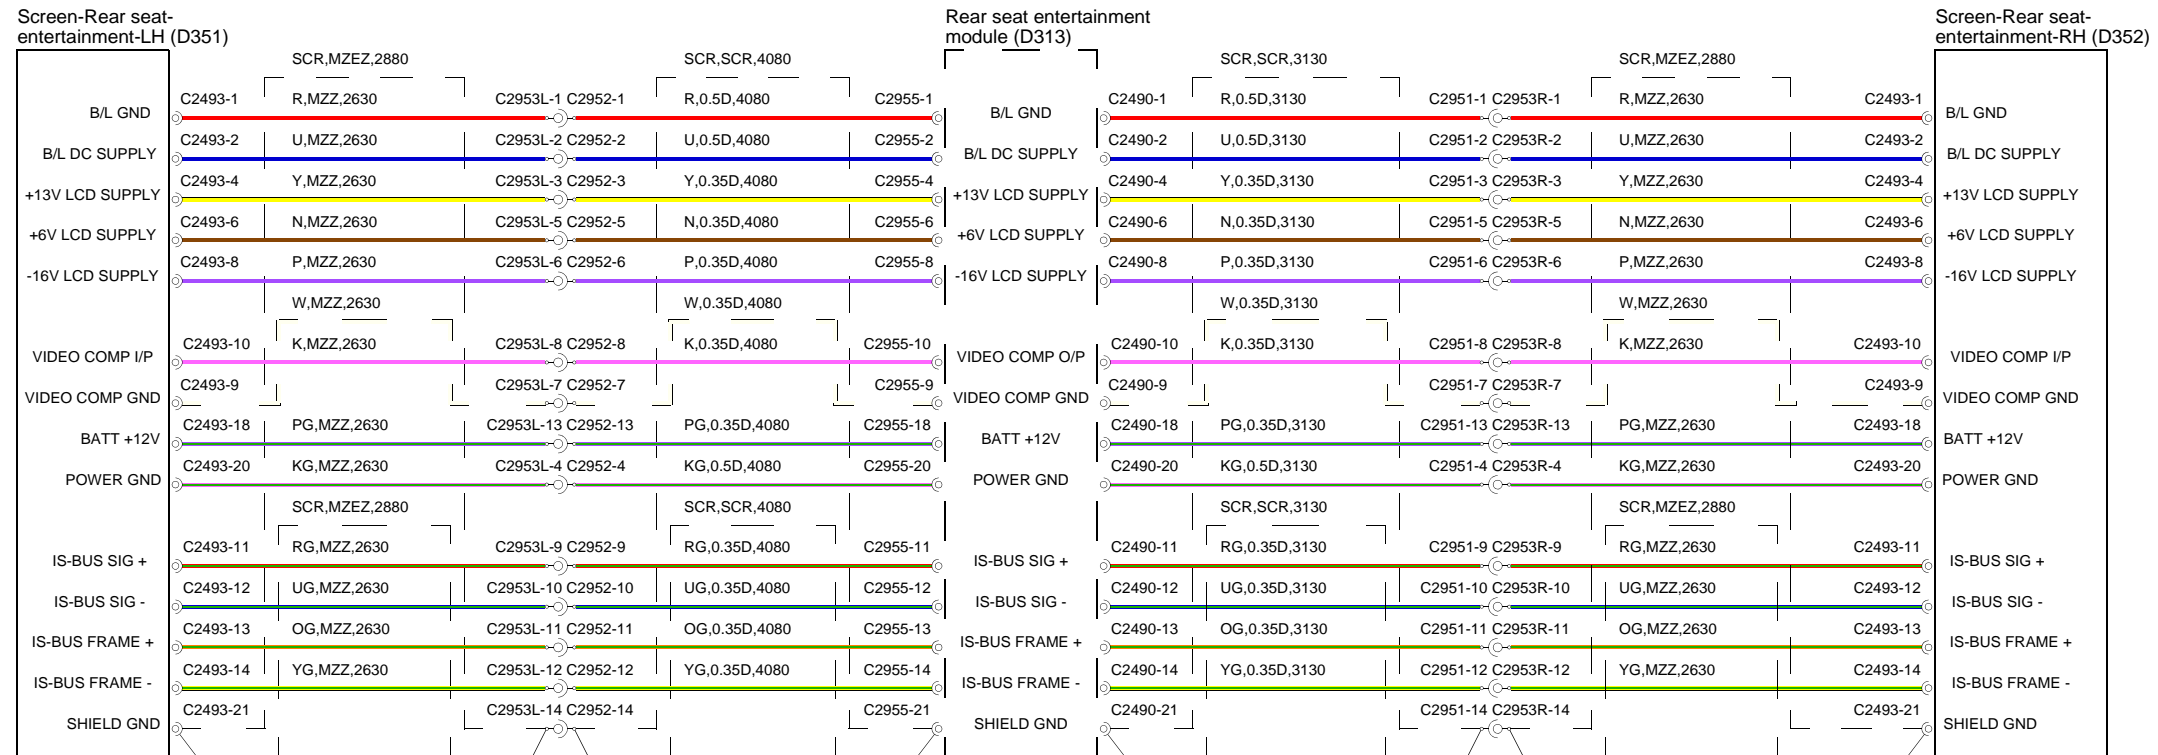 Screen-Rear seat-
entertainment-LH (D351)
Rear seat entertainment
module (D313)
Screen-Rear seat-
entertainment-RH (D352)
SCR,MZEZ,2880 SCR,SCR,4080 SCR,SCR,3130 SCR,MZEZ,2880
C2493-1 R,MZZ,2630 C2953L-1 C2952-1 R,0.5D,4080 C2955-1 C2490-1 R,0.5D,3130 C2951-1 C2953R-1 R,MZZ,2630 C2493-1
B/L GND B/L GND B/L GND
C2493-2 U,MZZ,2630 C2953L-2 C2952-2 U,0.5D,4080 C2955-2 C2490-2 U,0.5D,3130 C2951-2 C2953R-2 U,MZZ,2630 C2493-2
B/L DC SUPPLY B/L DC SUPPLY B/L DC SUPPLY
C2493-4 Y,MZZ,2630 C2953L-3 C2952-3 Y,0.35D,4080 C2955-4 C2490-4 Y,0.35D,3130 C2951-3 C2953R-3 Y,MZZ,2630 C2493-4
+13V LCD SUPPLY +13V LCD SUPPLY +13V LCD SUPPLY
C2493-6 N,MZZ,2630 C2953L-5 C2952-5 N,0.35D,4080 C2955-6 C2490-6 N,0.35D,3130 C2951-5 C2953R-5 N,MZZ,2630 C2493-6
+6V LCD SUPPLY +6V LCD SUPPLY +6V LCD SUPPLY
C2493-8 P,MZZ,2630 C2953L-6 C2952-6 P,0.35D,4080 C2955-8 C2490-8 P,0.35D,3130 C2951-6 C2953R-6 P,MZZ,2630 C2493-8
-16V LCD SUPPLY -16V LCD SUPPLY -16V LCD SUPPLY
W,MZZ,2630 W,0.35D,4080 W,0.35D,3130 W,MZZ,2630
C2493-10 K,MZZ,2630 C2953L-8 C2952-8 K,0.35D,4080 C2955-10 C2490-10 K,0.35D,3130 C2951-8 C2953R-8 K,MZZ,2630 C2493-10
VIDEO COMP I/P VIDEO COMP O/P VIDEO COMP I/P
C2493-9 C2953L-7 C2952-7 C2955-9 C2490-9 C2951-7 C2953R-7 C2493-9
VIDEO COMP GND VIDEO COMP GND VIDEO COMP GND
C2493-18 PG,MZZ,2630 C2953L-13 C2952-13 PG,0.35D,4080 C2955-18 C2490-18 PG,0.35D,3130 C2951-13 C2953R-13 PG,MZZ,2630 C2493-18
BATT +12V BATT +12V BATT +12V
C2493-20 KG,MZZ,2630 C2953L-4 C2952-4 KG,0.5D,4080 C2955-20 C2490-20 KG,0.5D,3130 C2951-4 C2953R-4 KG,MZZ,2630 C2493-20
POWER GND POWER GND POWER GND
SCR,MZEZ,2880 SCR,SCR,4080 SCR,SCR,3130 SCR,MZEZ,2880
C2493-11 RG,MZZ,2630 C2953L-9 C2952-9 RG,0.35D,4080 C2955-11 C2490-11 RG,0.35D,3130 C2951-9 C2953R-9 RG,MZZ,2630 C2493-11
IS-BUS SIG + IS-BUS SIG + IS-BUS SIG +
C2493-12 UG,MZZ,2630 C2953L-10 C2952-10 UG,0.35D,4080 C2955-12 C2490-12 UG,0.35D,3130 C2951-10 C2953R-10 UG,MZZ,2630 C2493-12
IS-BUS SIG - IS-BUS SIG - IS-BUS SIG -
C2493-13 OG,MZZ,2630 C2953L-11 C2952-11 OG,0.35D,4080 C2955-13 C2490-13 OG,0.35D,3130 C2951-11 C2953R-11 OG,MZZ,2630 C2493-13
IS-BUS FRAME + IS-BUS FRAME + IS-BUS FRAME +
C2493-14 YG,MZZ,2630 C2953L-12 C2952-12 YG,0.35D,4080 C2955-14 C2490-14 YG,0.35D,3130 C2951-12 C2953R-12 YG,MZZ,2630 C2493-14
IS-BUS FRAME - IS-BUS FRAME - IS-BUS FRAME -
C2493-21 C2953L-14 C2952-14 C2955-21 C2490-21 C2951-14 C2953R-14 C2493-21
SHIELD GND SHIELD GND SHIELD GND